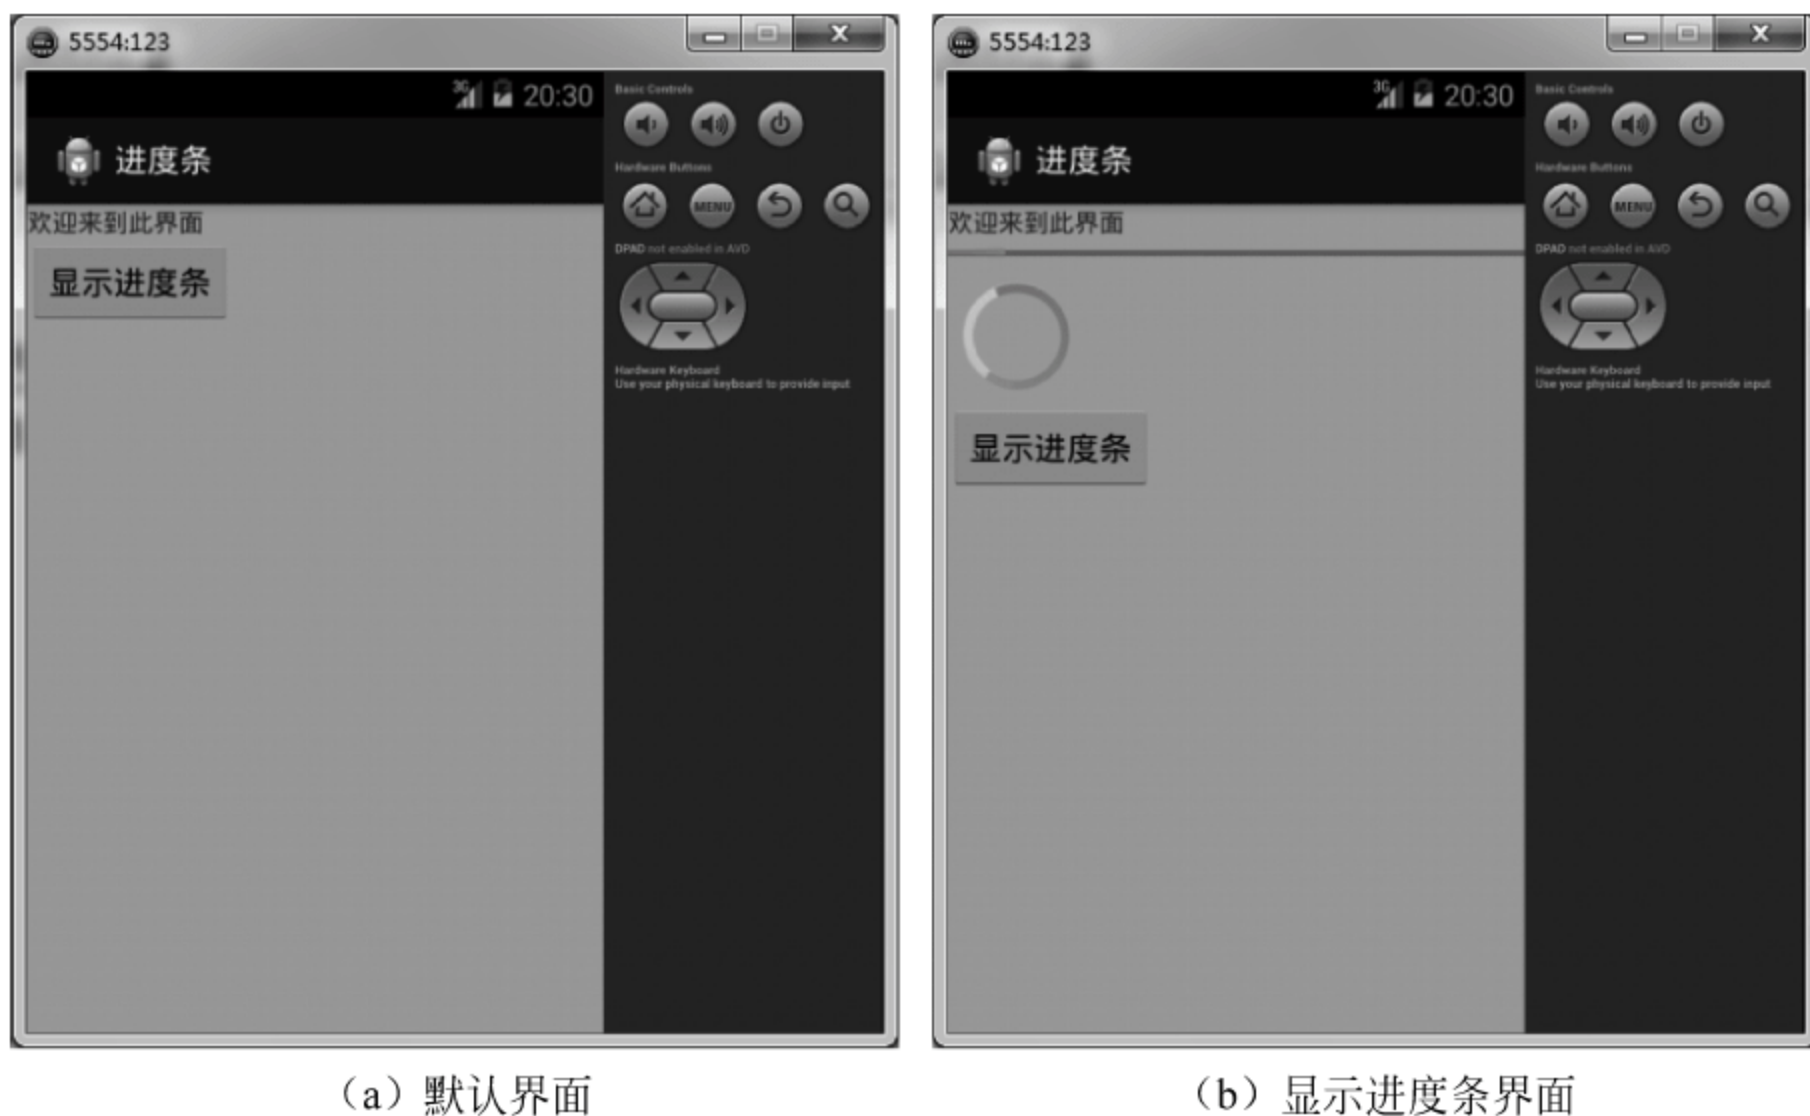 5554:123
3G 20:30
进度条
欢迎来到此界面
显示进度条
Basic Controls
Hardware Buttons
MENU
DPAD not enabled in AVD
Hardware Keyboard
Use your physical keyboard to provide input
(a) 默认界面
5554:123
3G 20:30
进度条
欢迎来到此界面
显示进度条
Basic Controls
Hardware Buttons
MENU
DPAD not enabled in AVD
Hardware Keyboard
Use your physical keyboard to provide input
(b) 显示进度条界面